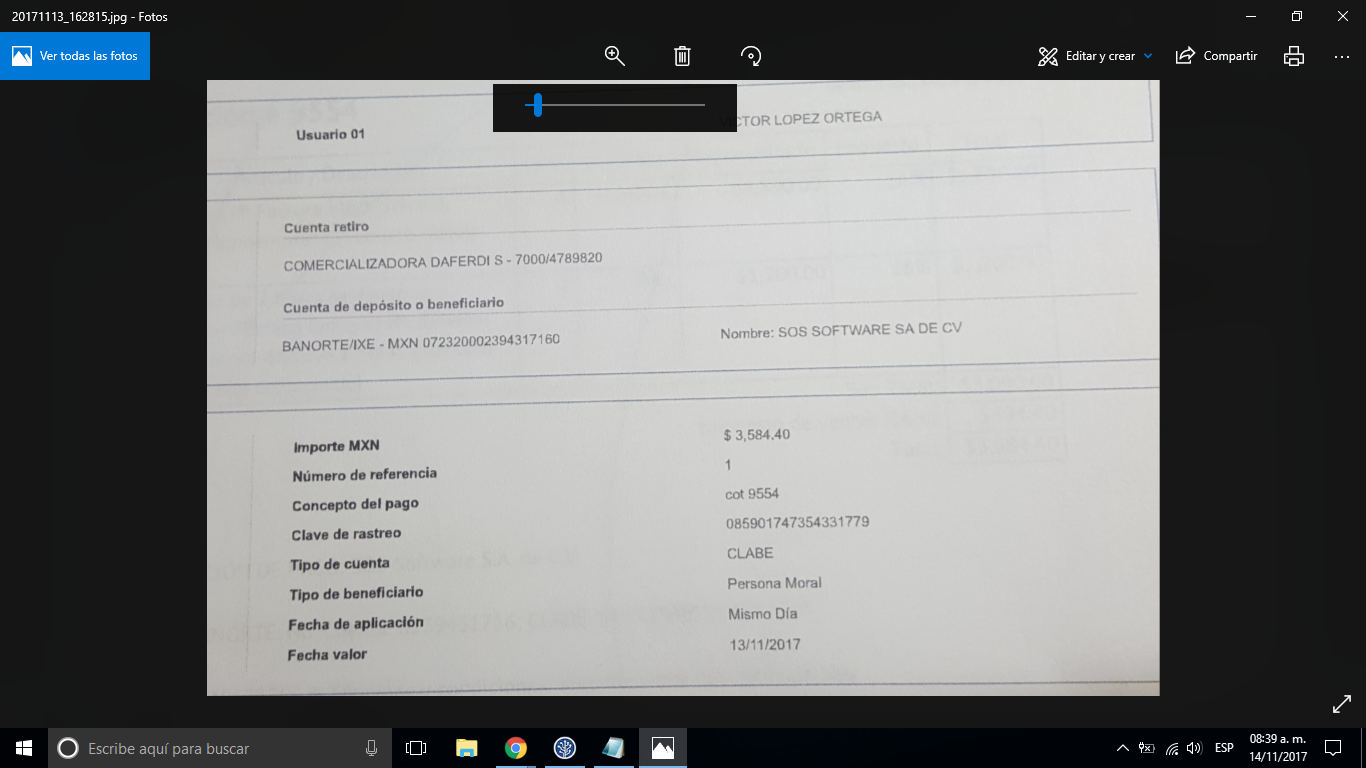 20171113_162815.jpg - Fotos
Ver todas las fotos
Editar y crear
Compartir
9554
Usuario 01
VICTOR LOPEZ ORTEGA
Cuenta retiro
COMERCIALIZADORA DAFERDI S - 7000/4789820
Cuenta de depósito o beneficiario
BANORTE/IXE - MXN 072320002394317160
Nombre: SOS SOFTWARE SA DE CV
Importe MXN
$ 3,584.40
Número de referencia
1
Concepto del pago
cot 9554
Clave de rastreo
085901747354331779
Tipo de cuenta
CLABE
Tipo de beneficiario
Persona Moral
Fecha de aplicación
Mismo Día
Fecha valor
13/11/2017
Escribe aquí para buscar
ESP
08:39 a. m.
14/11/2017